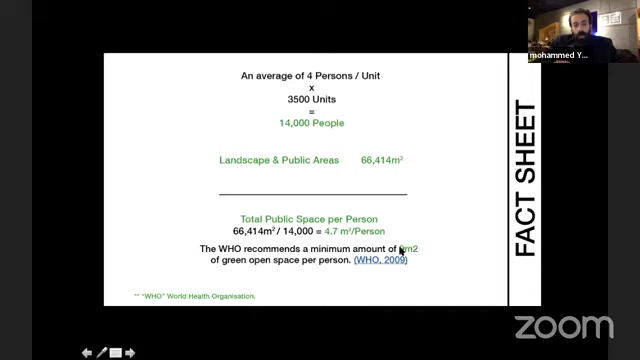 mohammed Y...
An average of 4 Persons / Unit
x
3500 Units
=
14,000 People
Landscape & Public Areas 66,414m²
Total Public Space per Person
66,414m² / 14,000 = 4.7 m²/Person
The WHO recommends a minimum amount of
of green open space per person. (WHO, 2009)
** "WHO" World Health Organisation.
FACT SHEET
zoom